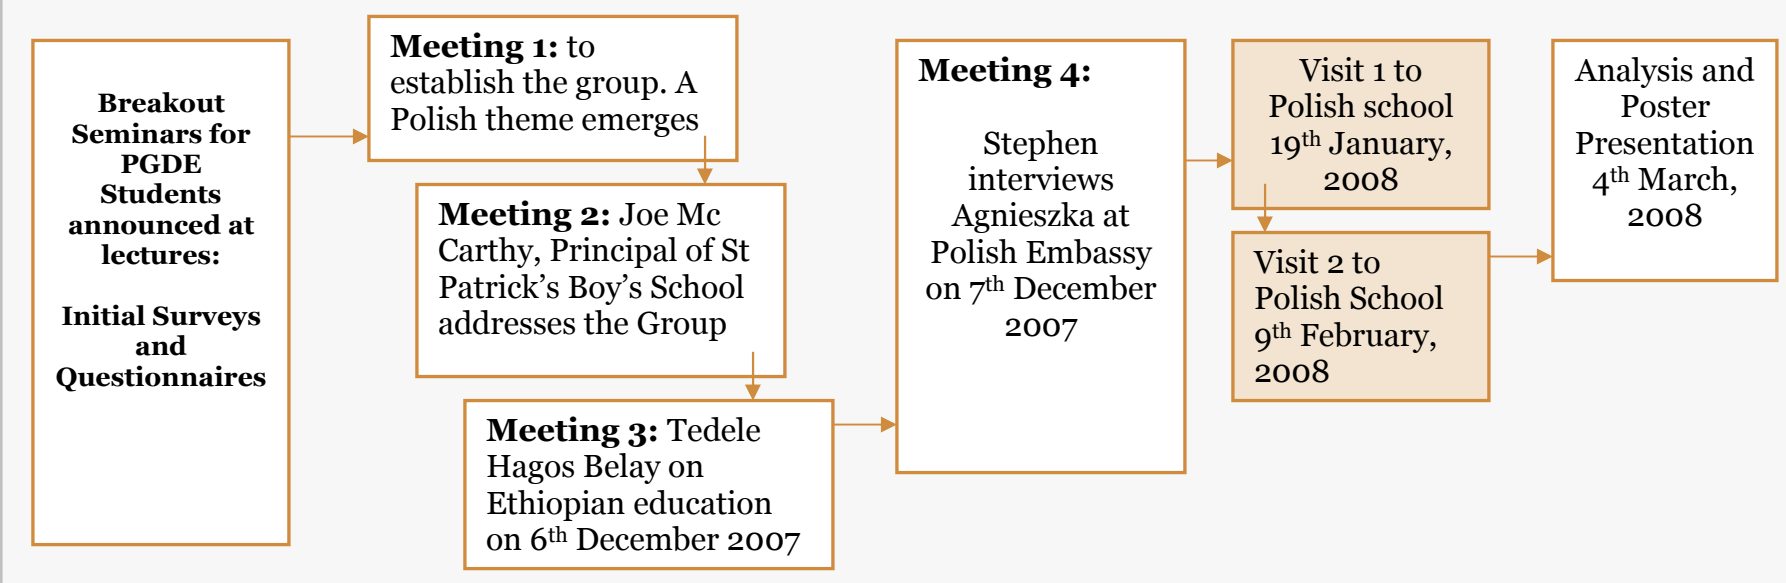 Breakout
Seminars for
PGDE
Students
announced at
lectures:
Initial Surveys
and
Questionnaires
Meeting 1: to
establish the group. A
Polish theme emerges
Meeting 2: Joe Mc
Carthy, Principal of St
Patrick’s Boy’s School
addresses the Group
Meeting 3: Tedele
Hagos Belay on
Ethiopian education
on 6th December 2007
Meeting 4:
Stephen
interviews
Agnieszka at
Polish Embassy
on 7th December
2007
Visit 1 to
Polish school
19th January,
2008
Visit 2 to
Polish School
9th February,
2008
Analysis and
Poster
Presentation
4th March,
2008